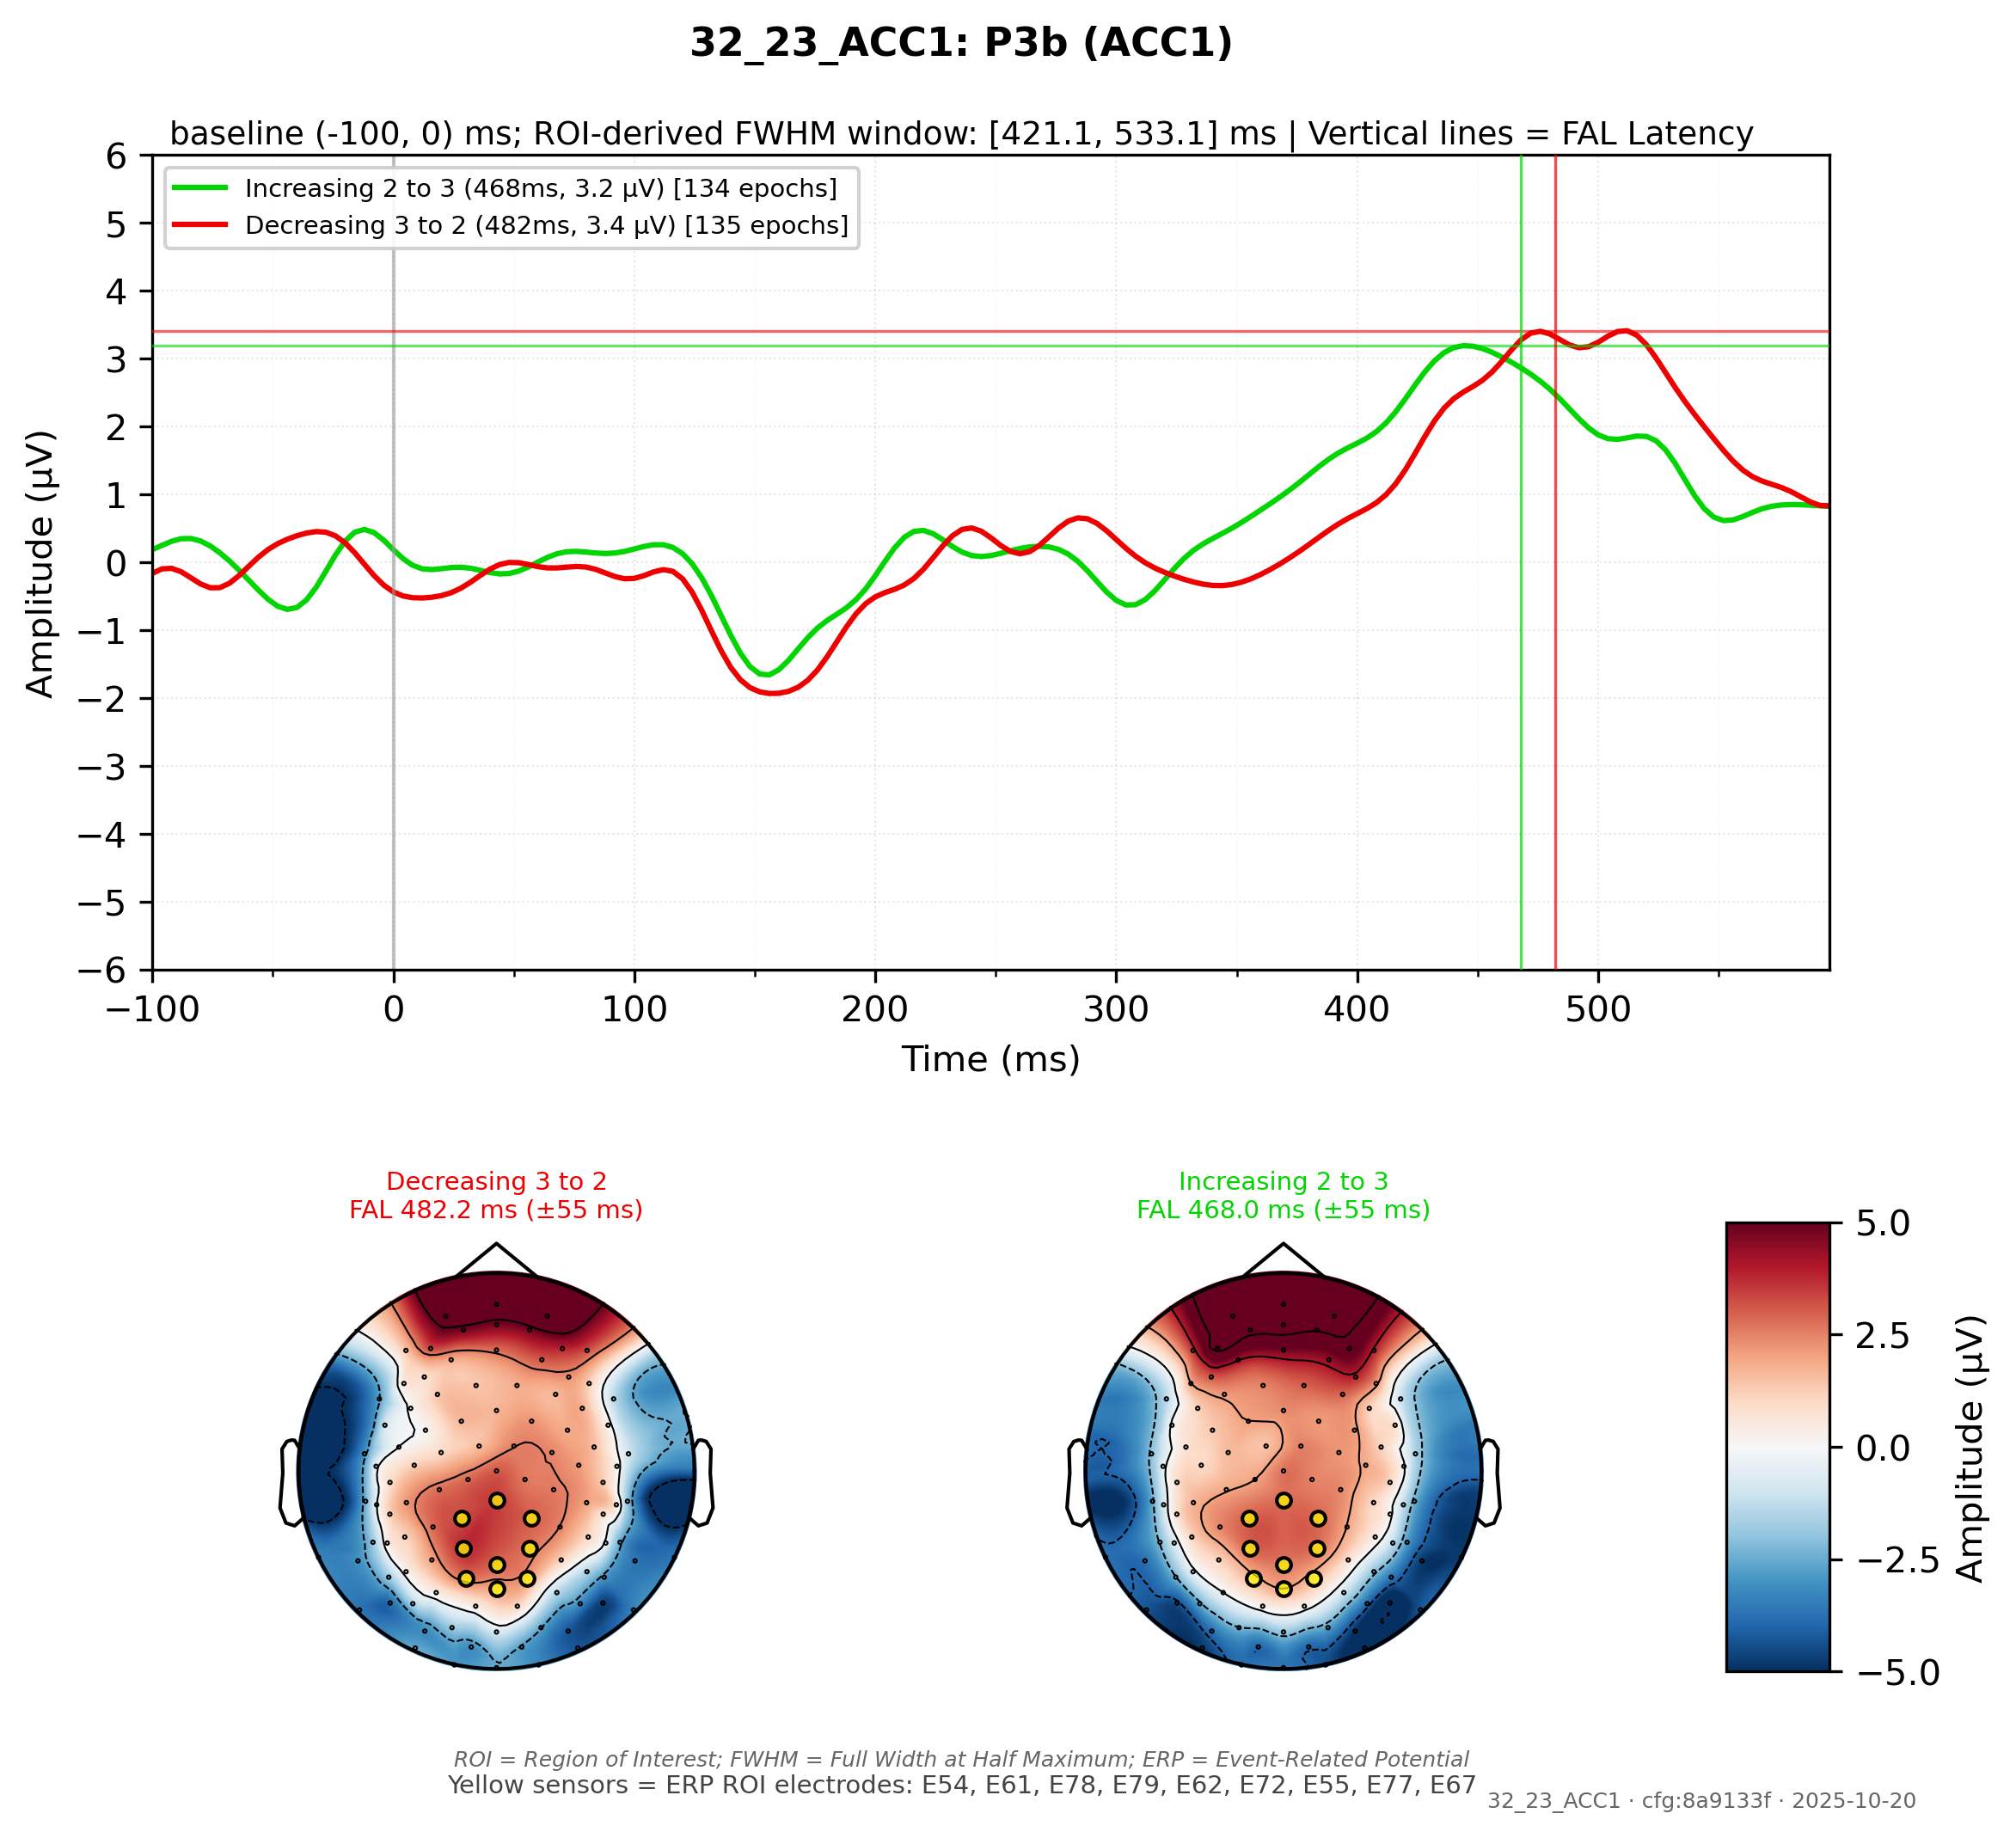 32_23_ACC1: P3b (ACC1)
baseline (-100, 0) ms; ROI-derived FWHM window: [421.1, 533.1] ms | Vertical lines = FAL Latency
Increasing 2 to 3 (468ms, 3.2 μV) [134 epochs]
Decreasing 3 to 2 (482ms, 3.4 μV) [135 epochs]
Amplitude (μV)
6
5
4
3
2
1
0
−1
−2
−3
−4
−5
−6
−100
0
100
200
300
400
500
Time (ms)
Decreasing 3 to 2
FAL 482.2 ms (±55 ms)
Increasing 2 to 3
FAL 468.0 ms (±55 ms)
5.0
2.5
0.0
−2.5
−5.0
Amplitude (μV)
ROI = Region of Interest; FWHM = Full Width at Half Maximum; ERP = Event-Related Potential
Yellow sensors = ERP ROI electrodes: E54, E61, E78, E79, E62, E72, E55, E77, E67
32_23_ACC1 · cfg:8a9133f · 2025-10-20